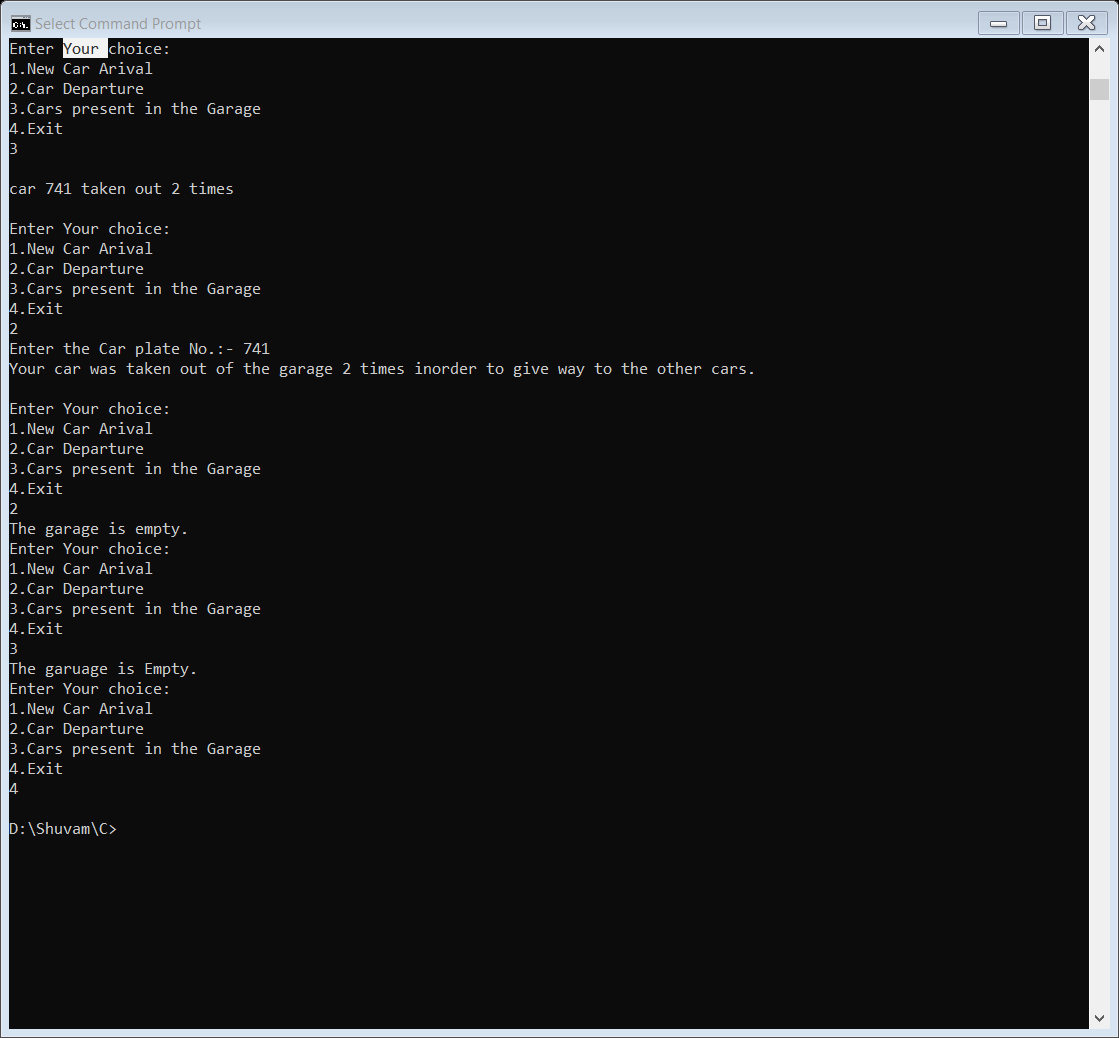 Select Command Prompt
Enter Your choice:
1.New Car Arival
2.Car Departure
3.Cars present in the Garage
4.Exit
3
car 741 taken out 2 times
Enter Your choice:
1.New Car Arival
2.Car Departure
3.Cars present in the Garage
4.Exit
2
Enter the Car plate No.:- 741
Your car was taken out of the garage 2 times inorder to give way to the other cars.
Enter Your choice:
1.New Car Arival
2.Car Departure
3.Cars present in the Garage
4.Exit
2
The garage is empty.
Enter Your choice:
1.New Car Arival
2.Car Departure
3.Cars present in the Garage
4.Exit
3
The garuage is Empty.
Enter Your choice:
1.New Car Arival
2.Car Departure
3.Cars present in the Garage
4.Exit
4
D:\Shuvam\C>